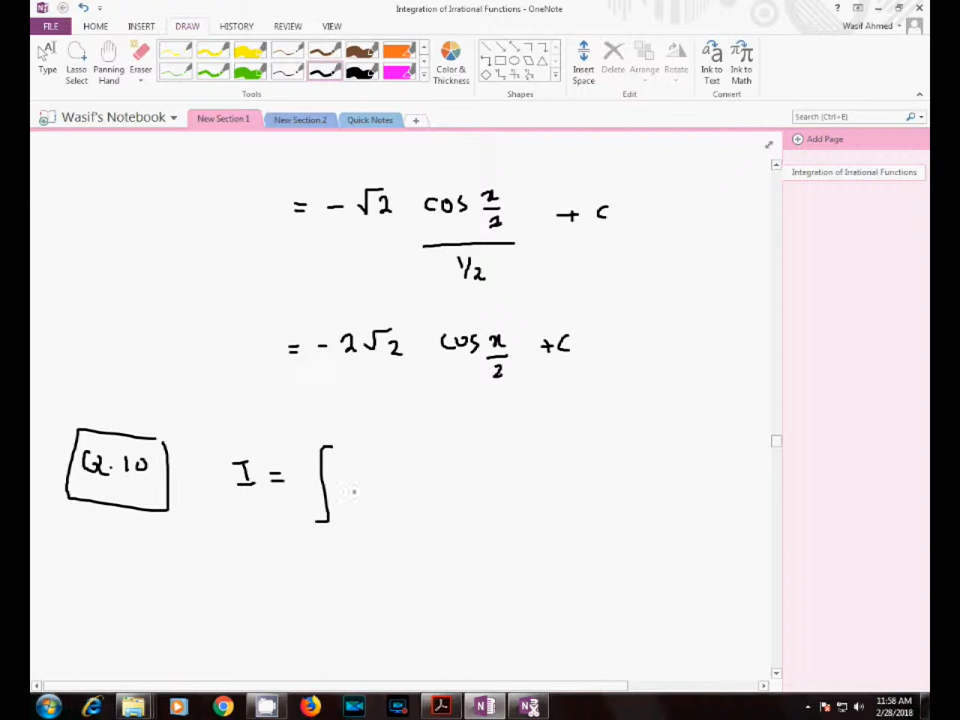 Integration of Irrational Functions - OneNote
FILE HOME INSERT DRAW HISTORY REVIEW VIEW
Wasif Ahmed
Type Lasso Select Panning Hand Eraser
Color & Thickness
Insert Space Delete Arrange Rotate
Ink to Text Ink to Math
Tools Shapes Edit Convert
Wasif's Notebook New Section 1 New Section 2 Quick Notes +
Search (Ctrl+E)
Add Page
Integration of Irrational Functions
= - √2 cos x/2 / 1/2 + c
= - 2√2 cos x/2 + c
Q.10 I = ∫
11:58 AM
2/28/2018